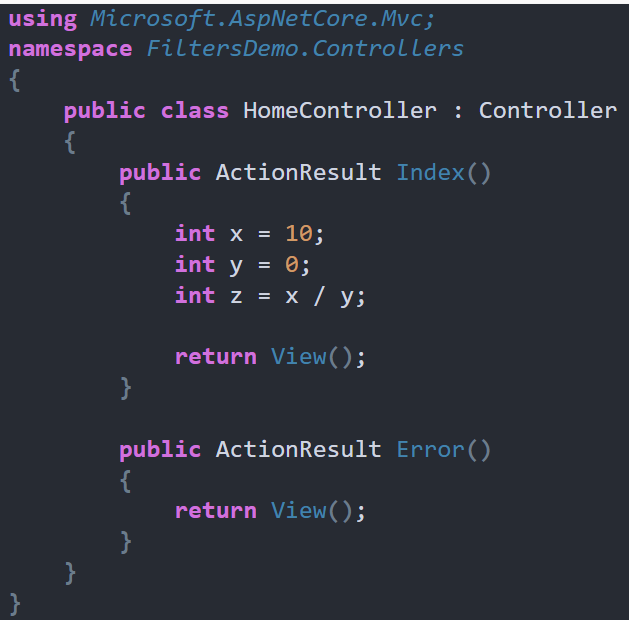 using Microsoft.AspNetCore.Mvc;
namespace FiltersDemo.Controllers
{
    public class HomeController : Controller
    {
        public ActionResult Index()
        {
            int x = 10;
            int y = 0;
            int z = x / y;

            return View();
        }

        public ActionResult Error()
        {
            return View();
        }
    }
}